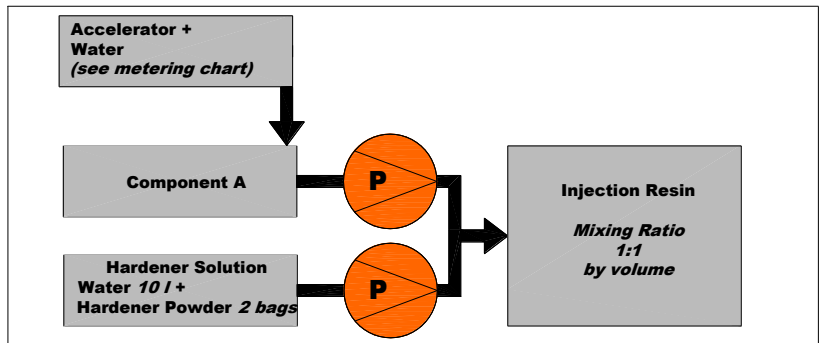 Accelerator +
Water
(see metering chart)
Component A
P
Injection Resin
Mixing Ratio
1:1
by volume
Hardener Solution
Water 10 l +
Hardener Powder 2 bags
P